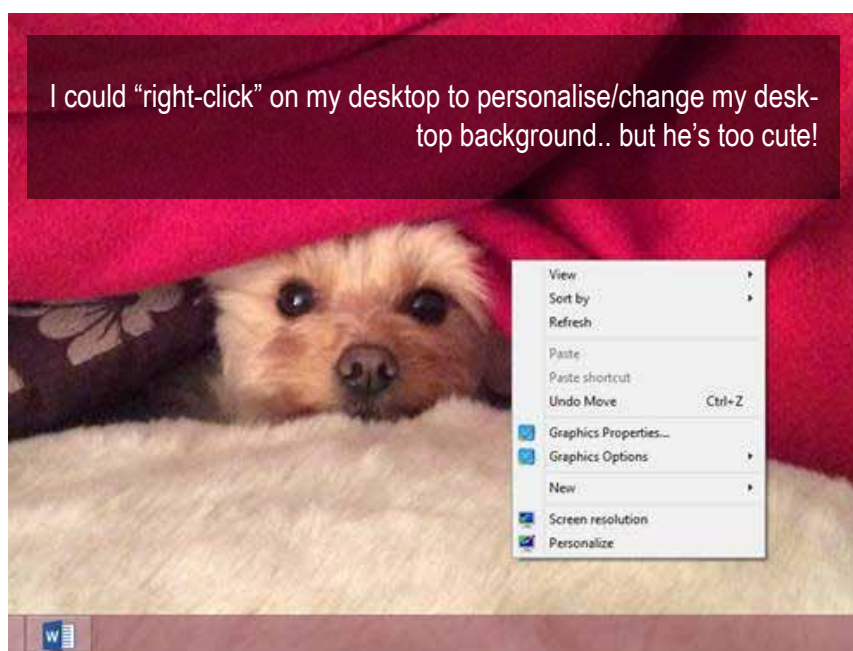 I could “right-click” on my desktop to personalise/change my desk-
top background.. but he’s too cute!
View
Sort by
Refresh
Paste
Paste shortcut
Undo Move Ctrl+Z
Graphics Properties...
Graphics Options
New
Screen resolution
Personalize
W